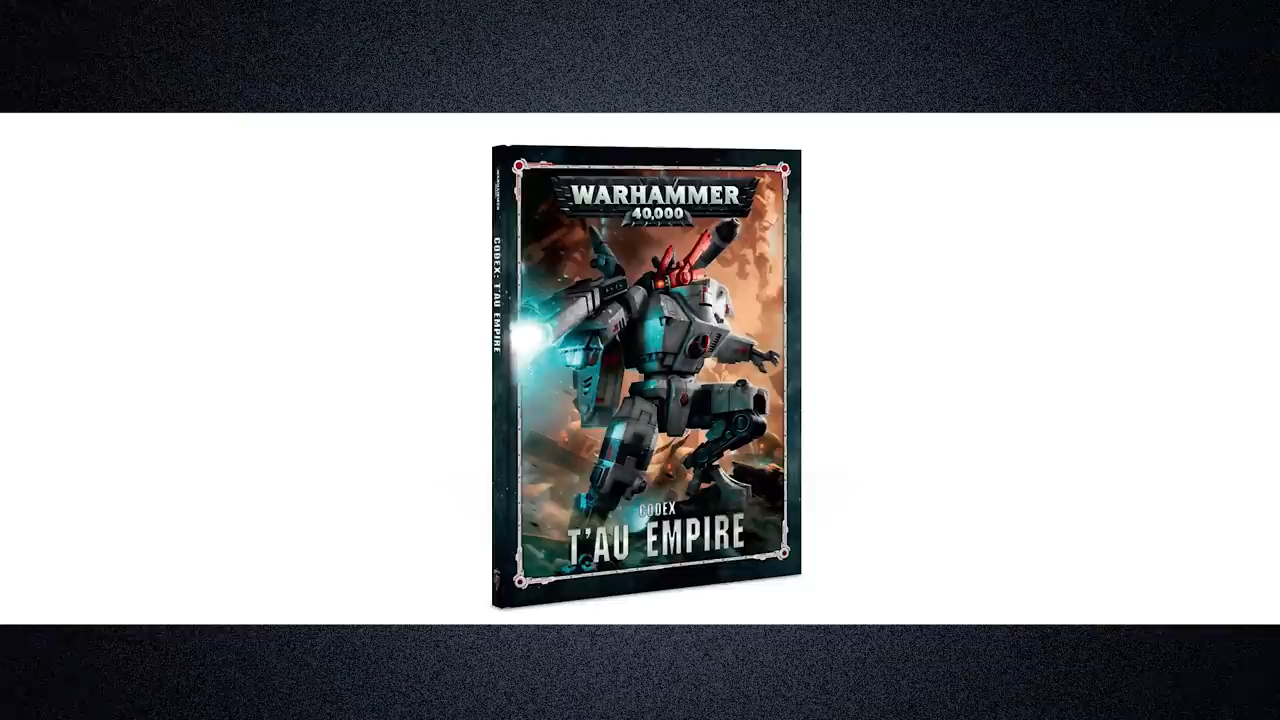 WARHAMMER
40,000
CODEX
T'AU EMPIRE
CODEX: T'AU EMPIRE